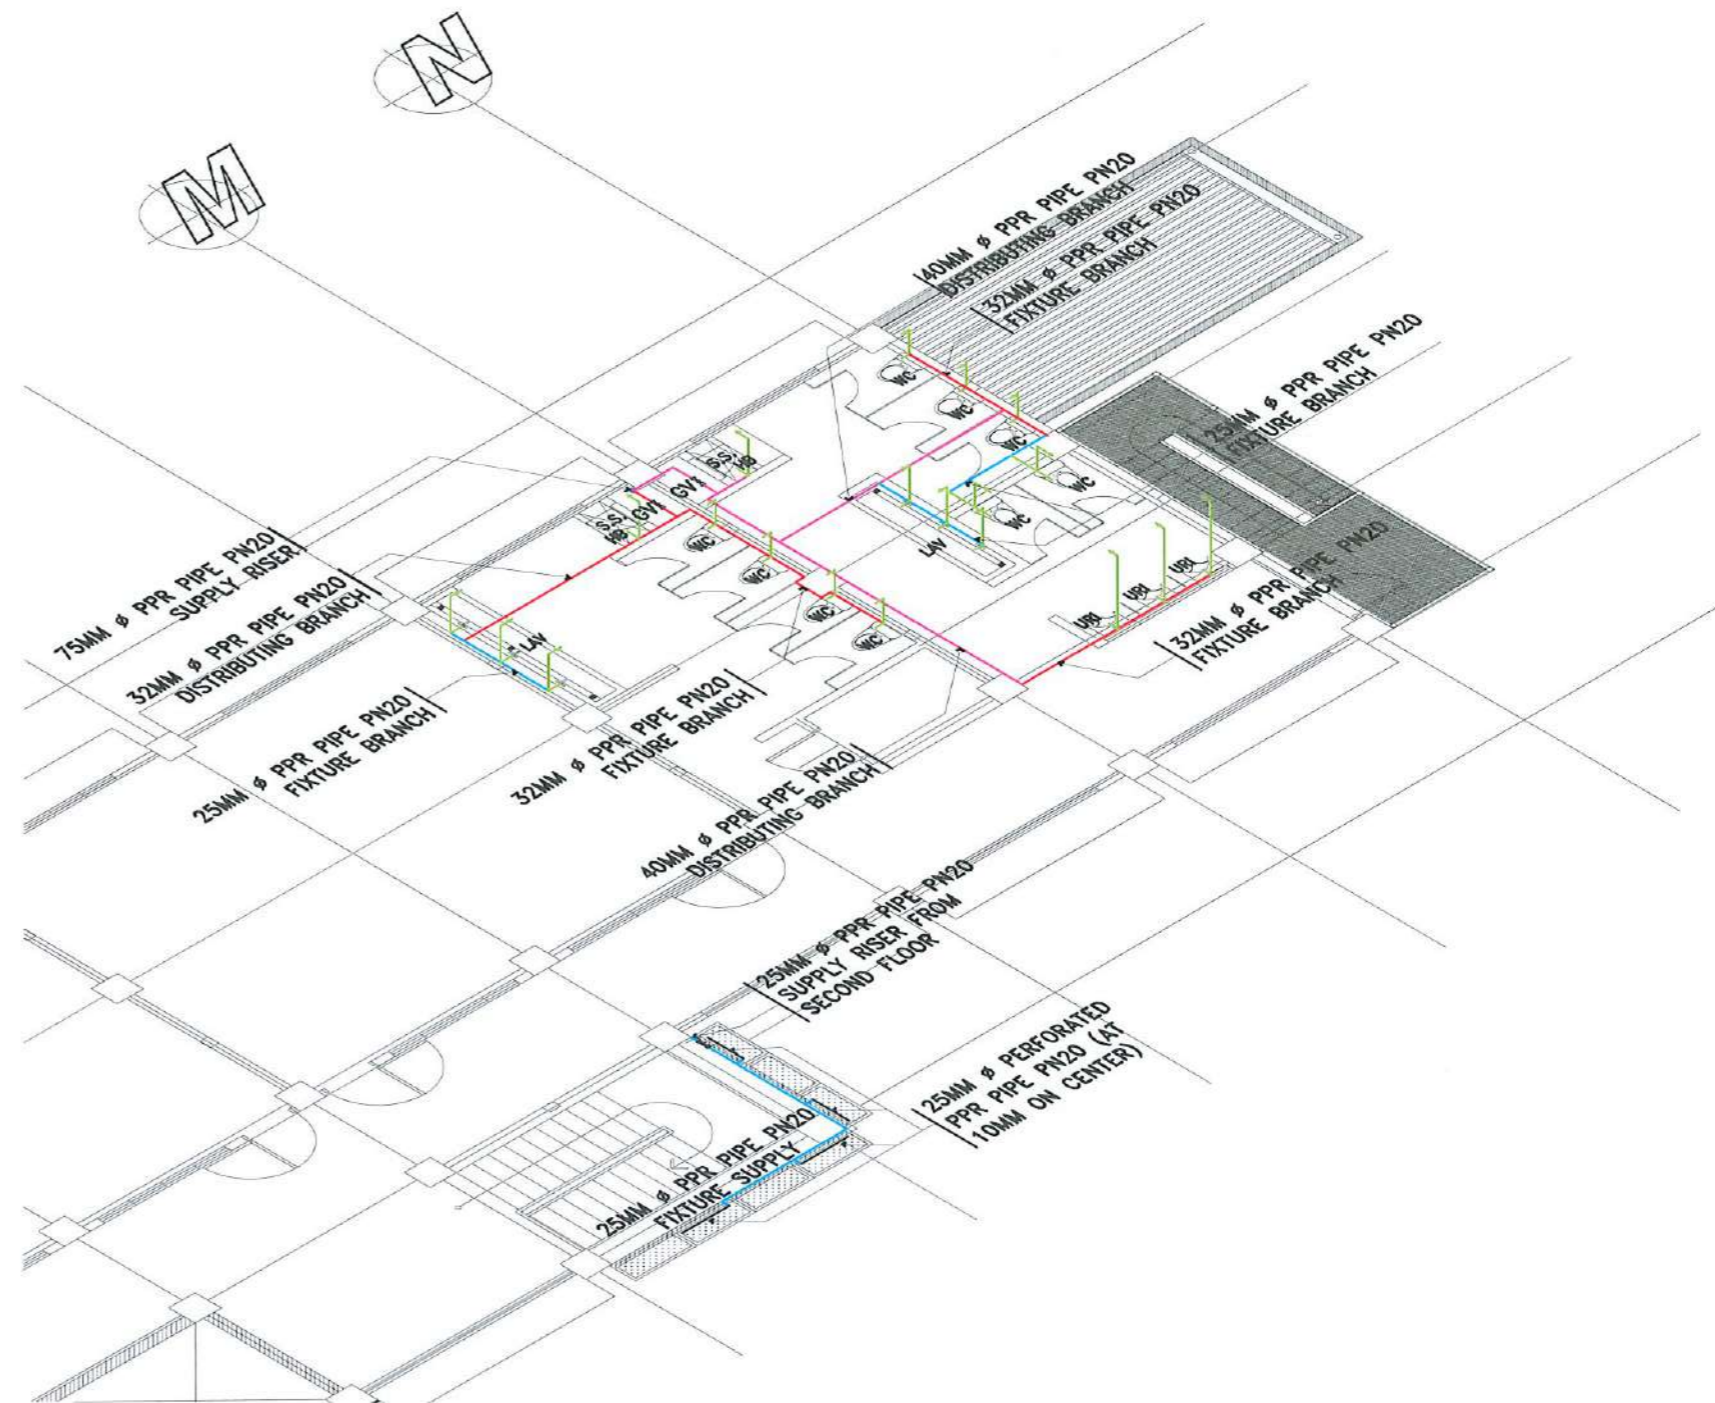 N
M
40MM Ø PPR PIPE PN20
DISTRIBUTING BRANCH
32MM Ø PPR PIPE PN20
FIXTURE BRANCH
25MM Ø PPR PIPE PN20
FIXTURE BRANCH
WC
WC
WC
WC
WC
S.S.
HB
GV
S.S.
HB
GV
WC
WC
WC
WC
LAV
LAV
UBL
UBL
UBL
75MM Ø PPR PIPE PN20
SUPPLY RISER
32MM Ø PPR PIPE PN20
DISTRIBUTING BRANCH
25MM Ø PPR PIPE PN20
FIXTURE BRANCH
32MM Ø PPR PIPE PN20
FIXTURE BRANCH
40MM Ø PPR PIPE PN20
DISTRIBUTING BRANCH
32MM Ø PPR PIPE PN20
FIXTURE BRANCH
25MM Ø PPR PIPE PN20
SUPPLY RISER FROM
SECOND FLOOR
25MM Ø PERFORATED
PPR PIPE PN20 (AT
10MM ON CENTER)
25MM Ø PPR PIPE PN20
FIXTURE SUPPLY